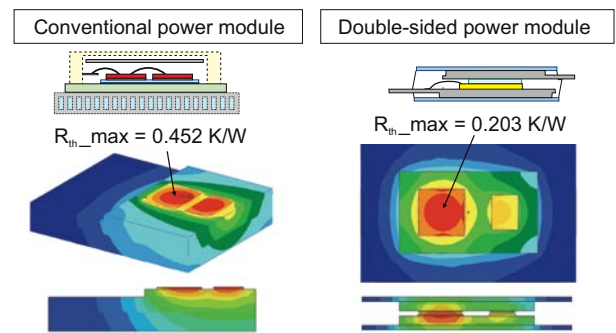 Conventional power module
Double-sided power module
Rth_max = 0.452 K/W
Rth_max = 0.203 K/W